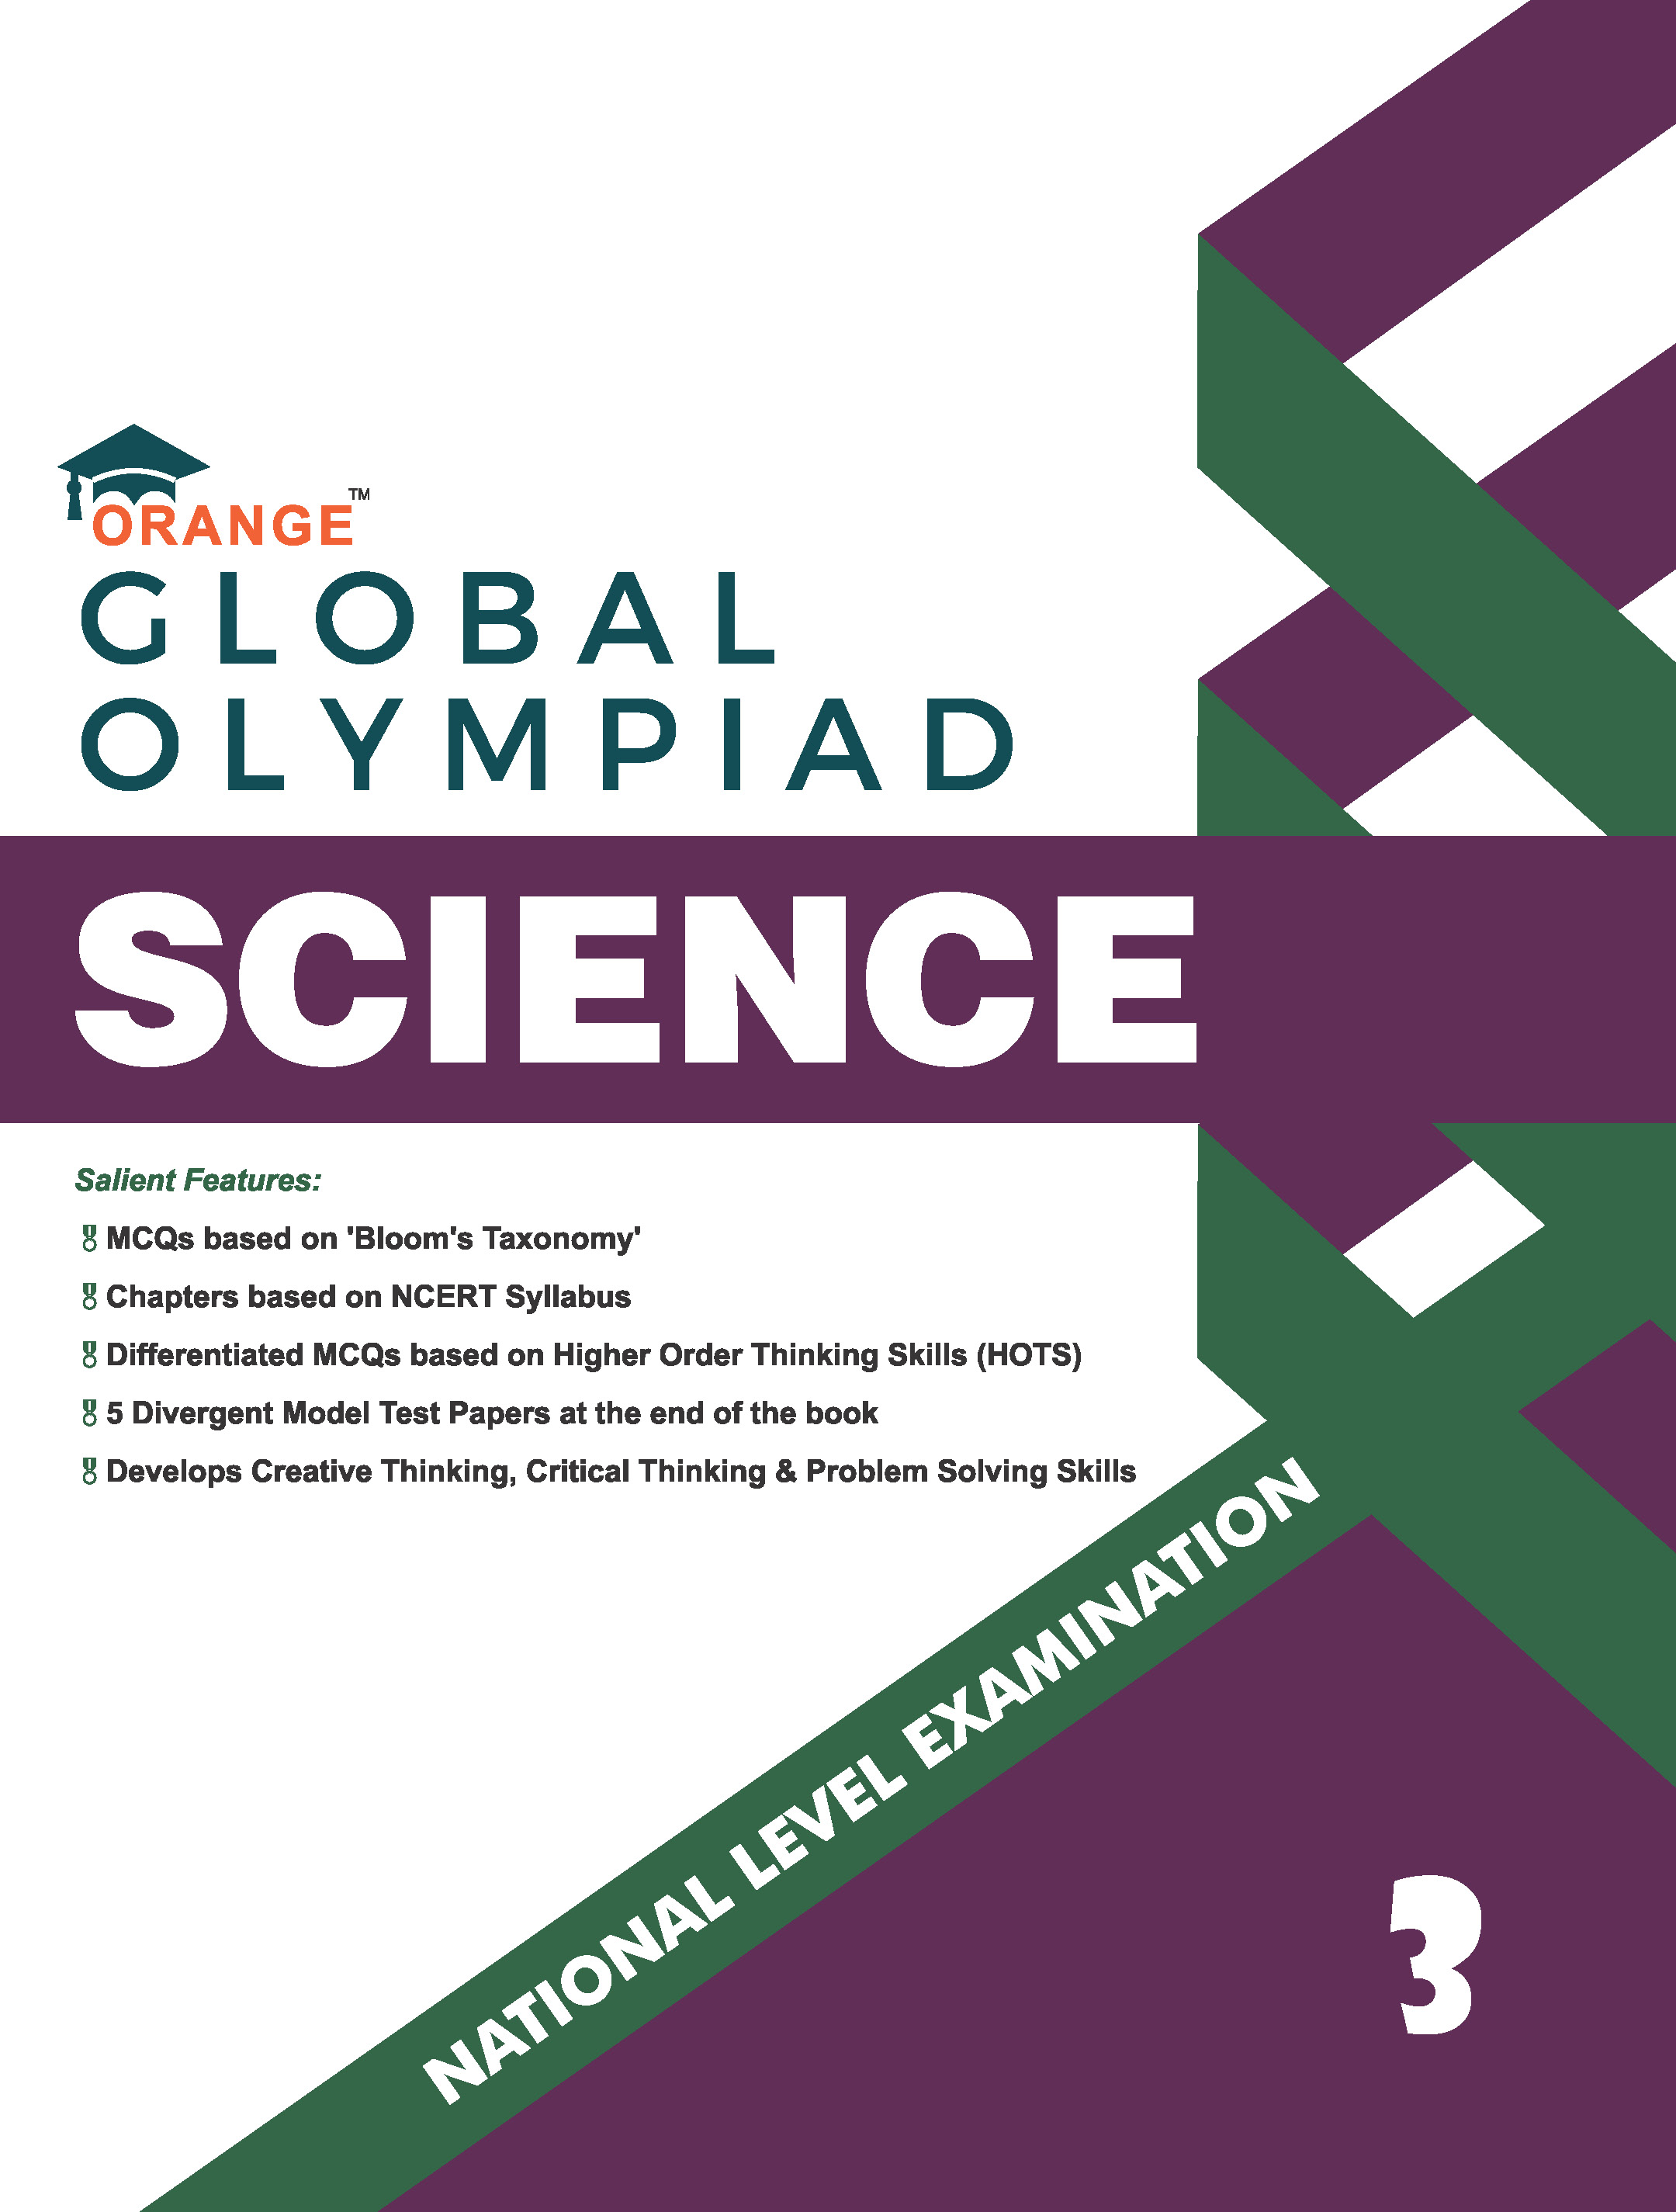 ORANGE™
GLOBAL
OLYMPIAD
SCIENCE
Salient Features:
MCQs based on 'Bloom's Taxonomy'
Chapters based on NCERT Syllabus
Differentiated MCQs based on Higher Order Thinking Skills (HOTS)
5 Divergent Model Test Papers at the end of the book
Develops Creative Thinking, Critical Thinking & Problem Solving Skills
NATIONAL LEVEL EXAMINATION
3